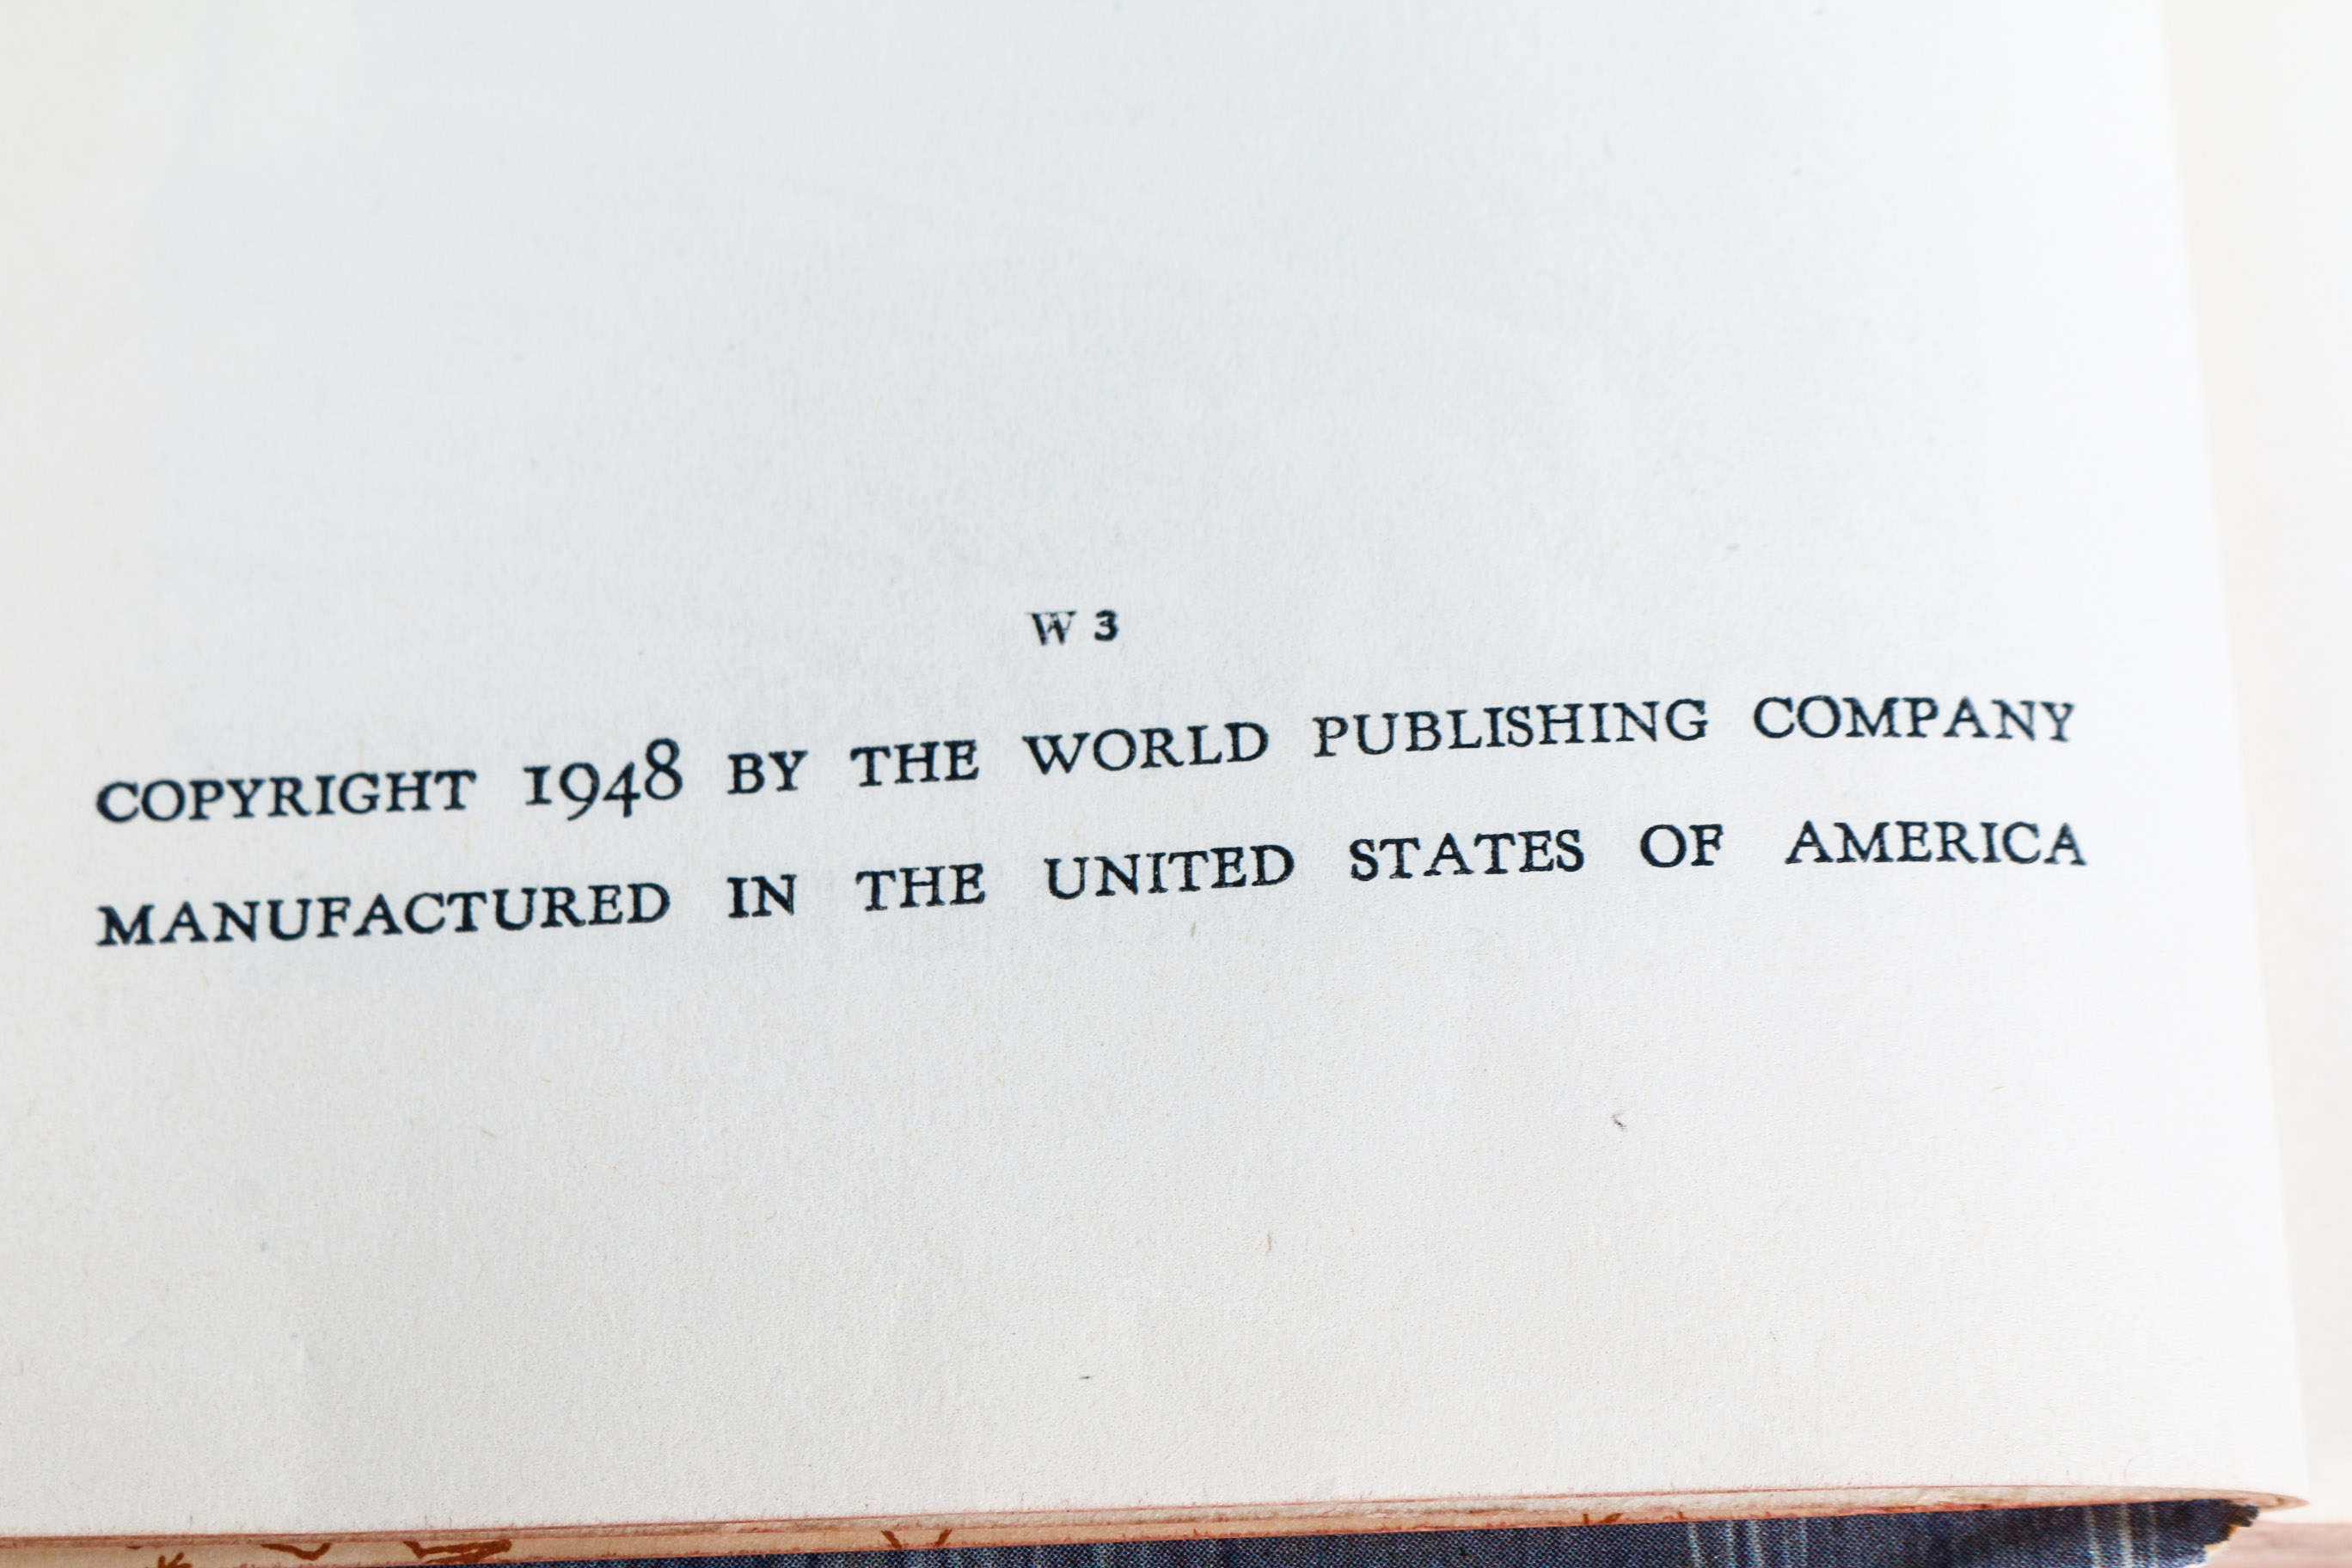 W 3
COPYRIGHT 1948 BY THE WORLD PUBLISHING COMPANY
MANUFACTURED IN THE UNITED STATES OF AMERICA